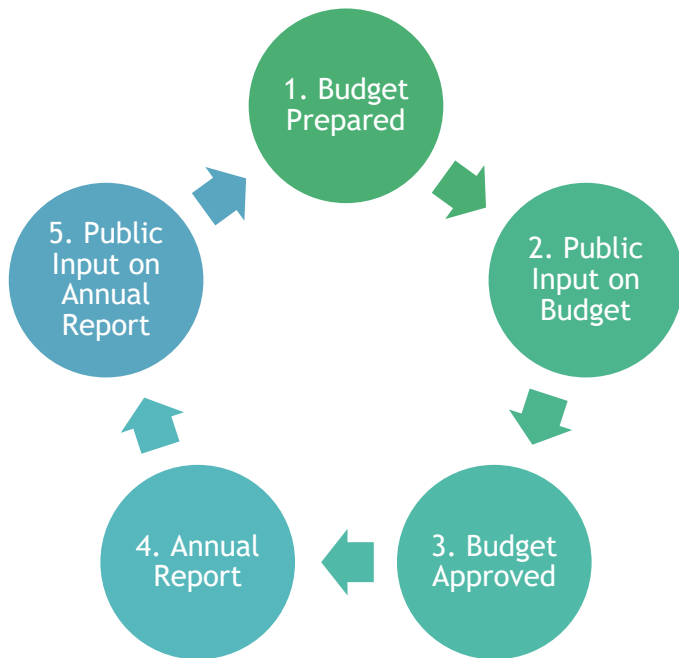 1. Budget
Prepared
2. Public
Input on
Budget
3. Budget
Approved
4. Annual
Report
5. Public
Input on
Annual
Report